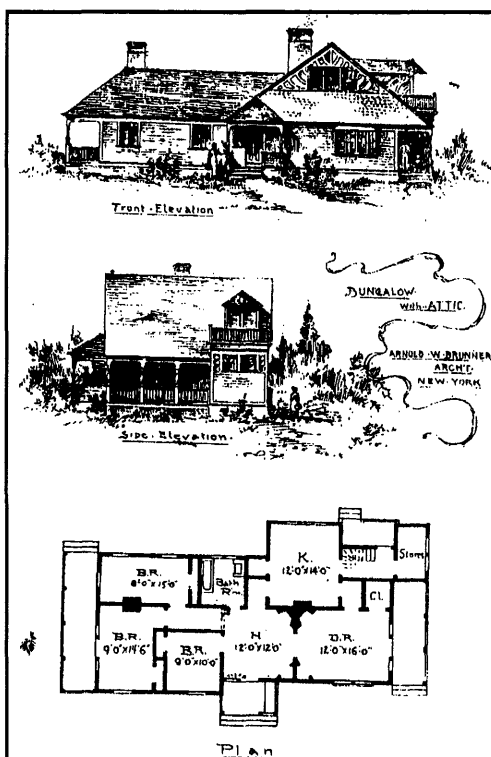 Front · Elevation
BUNGALOW
with · ATTIC.
ARNOLD · W · BRUNNER
ARCH'T.
NEW · YORK
Side · Elevation ·
B.R.
8'0"X15'0"
Bath
Rm.
K.
12'0"X14'0"
Store
Cl.
B.R.
9'0"X14'6"
B.R.
9'0"X10'0"
H
12'0"X12'0"
D.R.
12'0"X16'0"
Plan